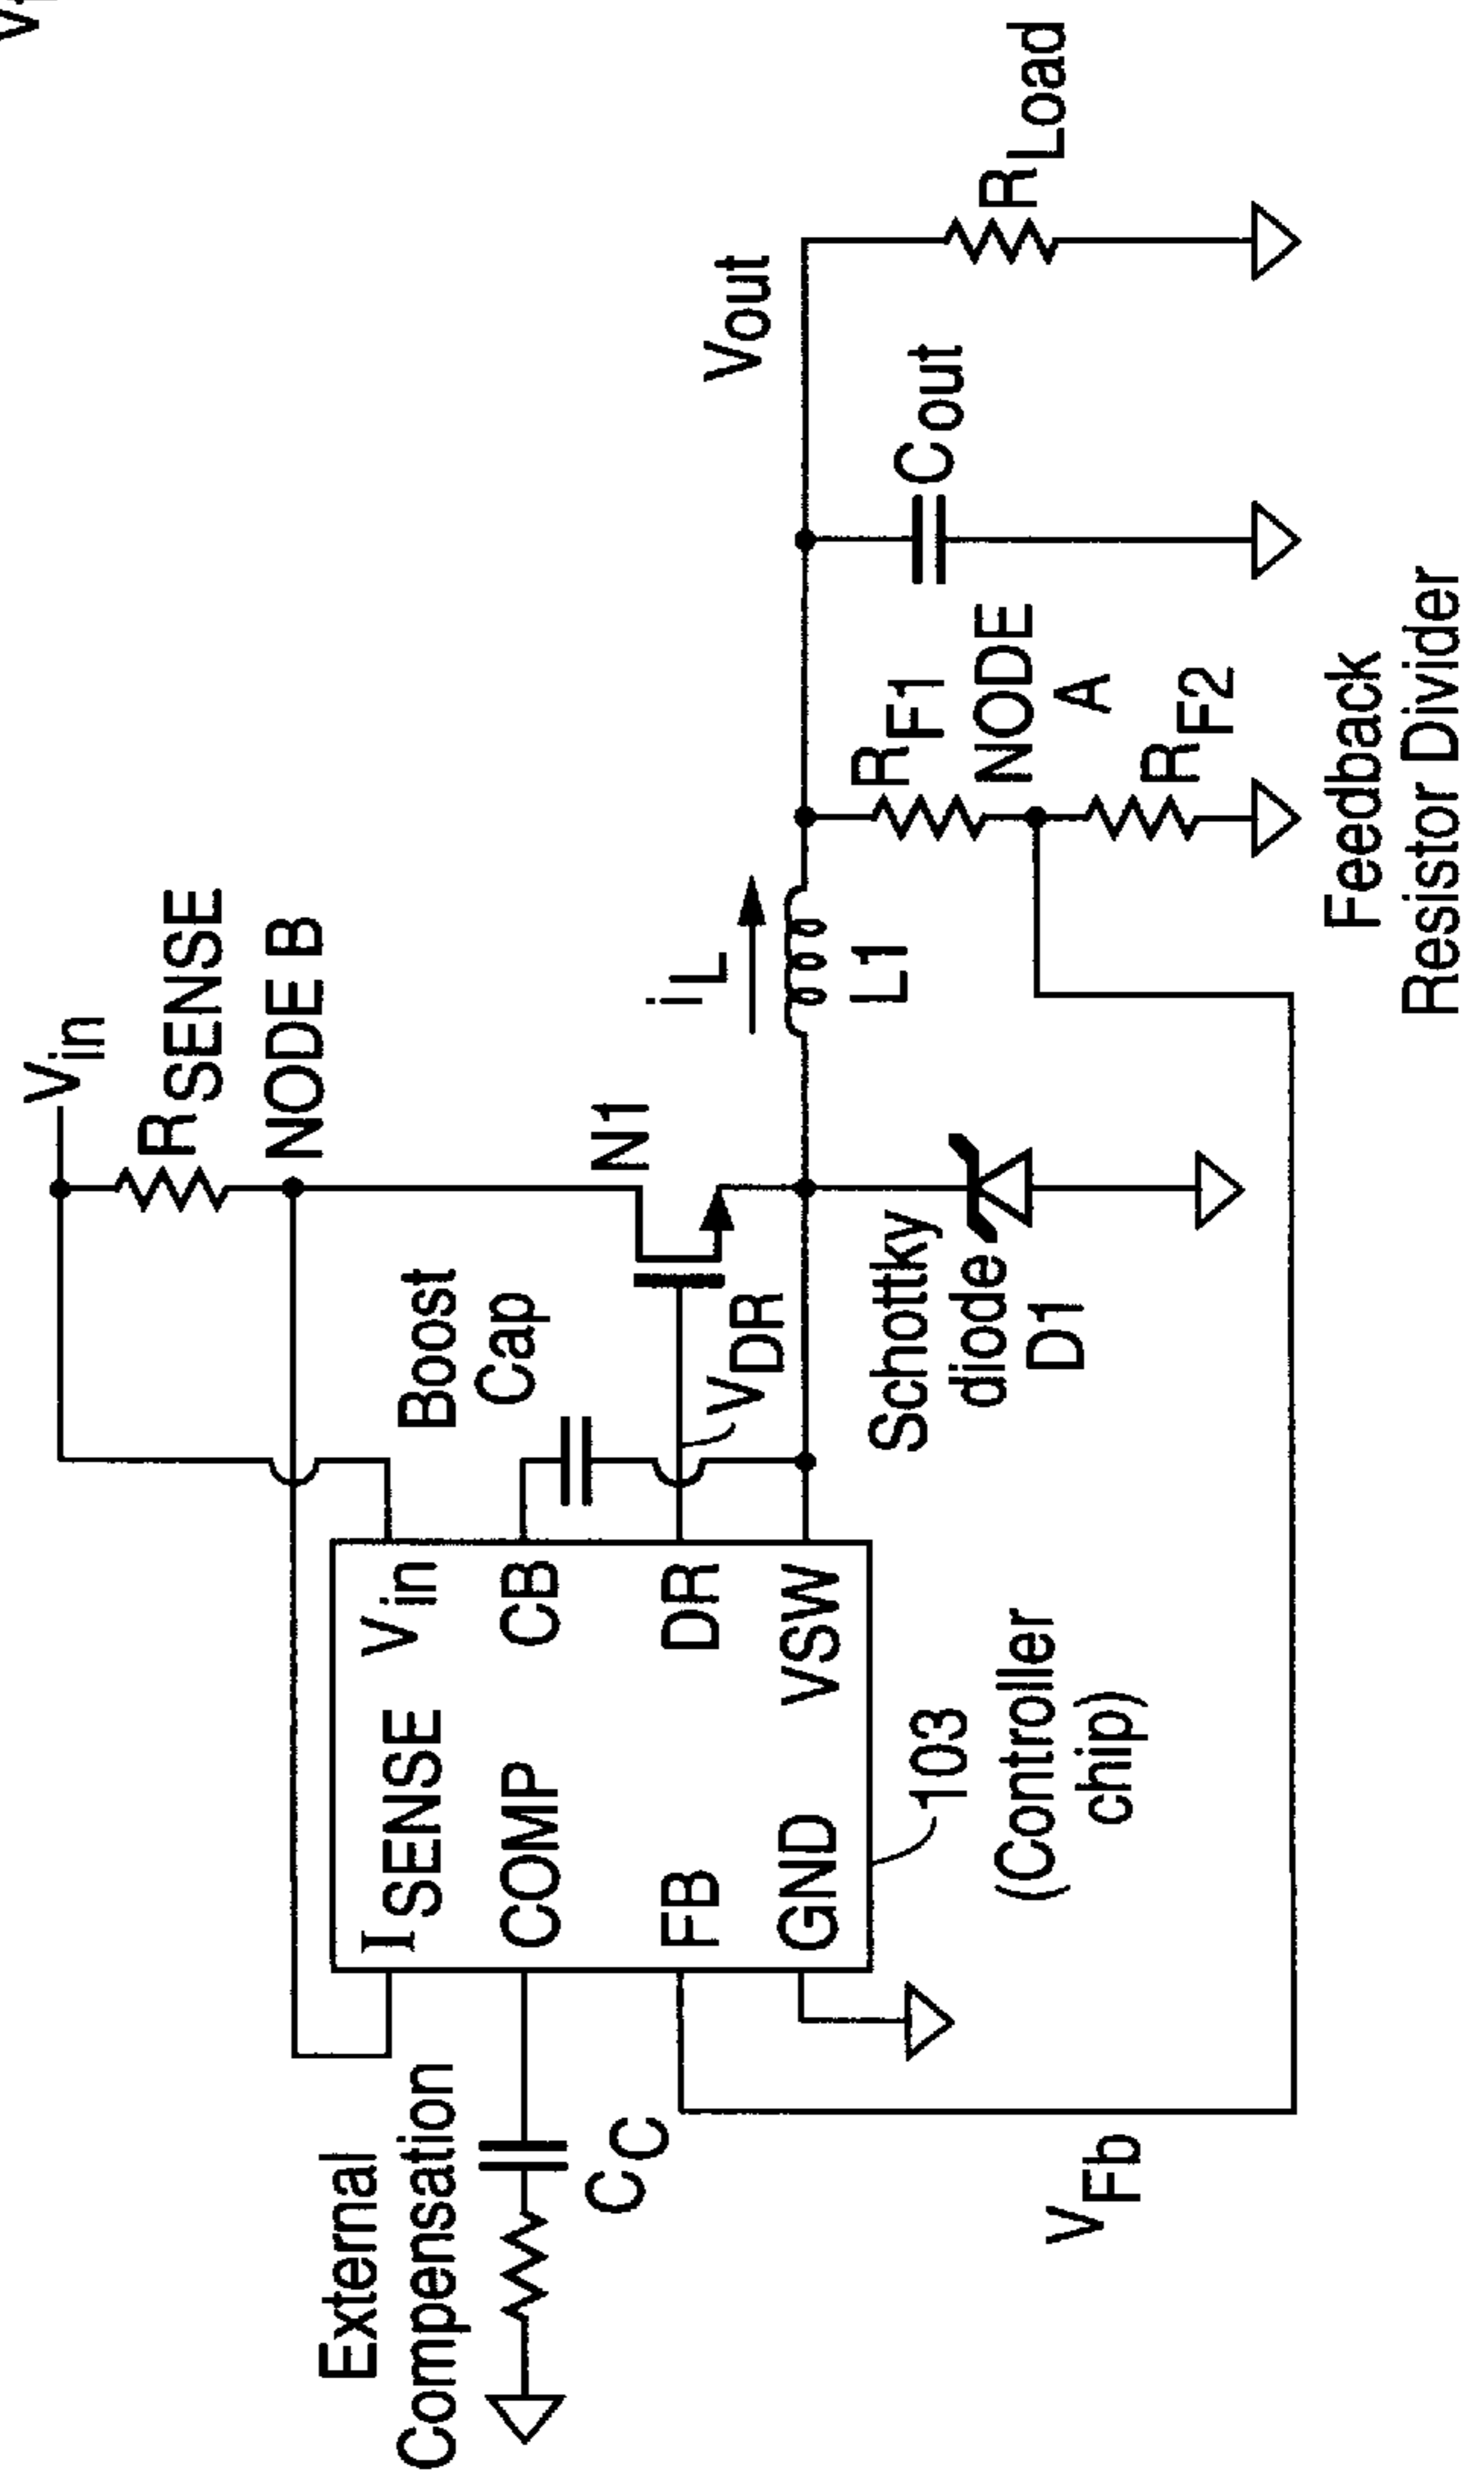 V
Vin
RSENSE
NODE B
External
Compensation
CC
ISENSE
Vin
COMP
CB
FB
DR
GND
VSW
Boost
Cap
VDR
N1
iL
L1
Vout
103
(Controller
chip)
Schottky
diode
D1
RF1
NODE
A
RF2
Cout
RLoad
VFb
Feedback
Resistor Divider